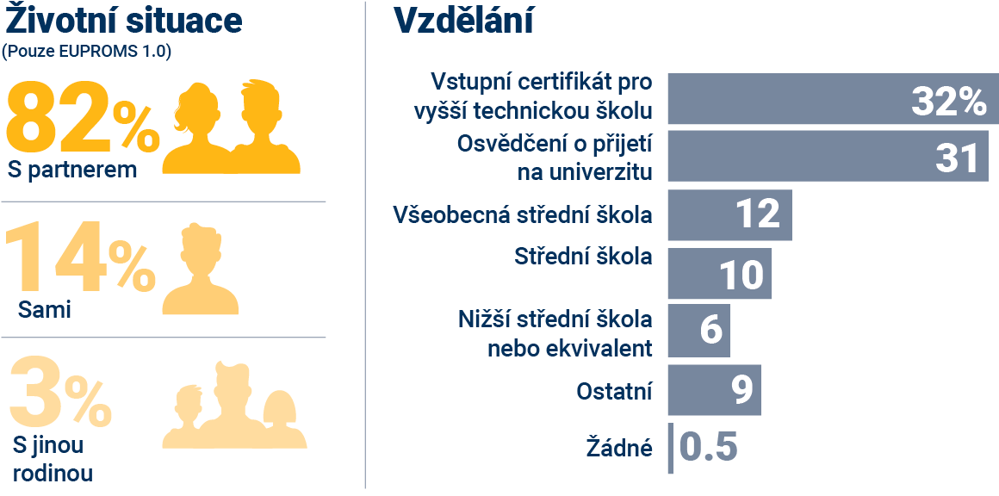 Životní situace
(Pouze EUPROMS 1.0)
82%
S partnerem
14%
Sami
3%
S jinou
rodinou
Vzdělání
Vstupní certifikát pro
vyšší technickou školu
32%
Osvědčení o přijetí
na univerzitu
31
Všeobecná střední škola
12
Střední škola
10
Nižší střední škola
nebo ekvivalent
6
Ostatní
9
Žádné
0.5